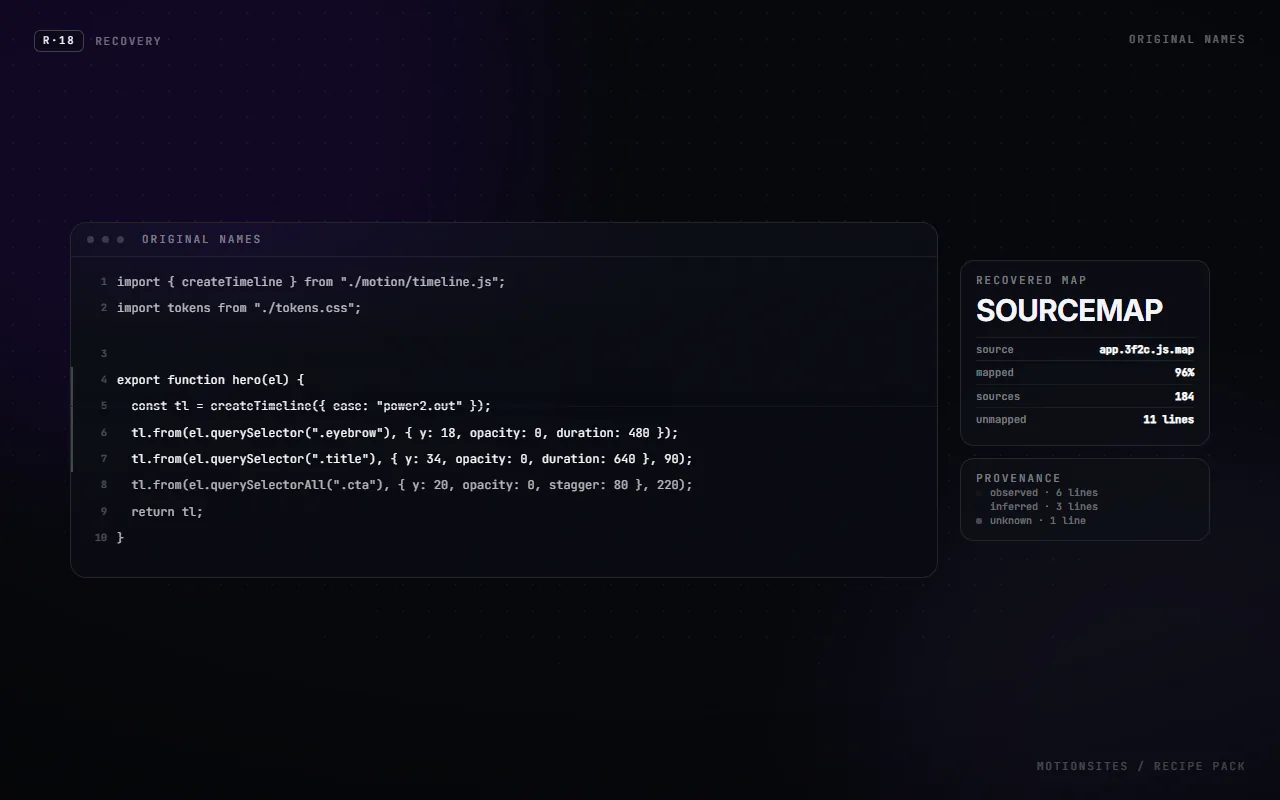 R·18 RECOVERY
ORIGINAL NAMES
ORIGINAL NAMES
1 import { createTimeline } from "./motion/timeline.js";
2 import tokens from "./tokens.css";
3
4 export function hero(el) {
5 const tl = createTimeline({ ease: "power2.out" });
6 tl.from(el.querySelector(".eyebrow"), { y: 18, opacity: 0, duration: 480 });
7 tl.from(el.querySelector(".title"), { y: 34, opacity: 0, duration: 640 }, 90);
8 tl.from(el.querySelectorAll(".cta"), { y: 20, opacity: 0, stagger: 80 }, 220);
9 return tl;
10 }
RECOVERED MAP
SOURCEMAP
source app.3f2c.js.map
mapped 96%
sources 184
unmapped 11 lines
PROVENANCE
observed · 6 lines
inferred · 3 lines
unknown · 1 line
MOTIONSITES / RECIPE PACK